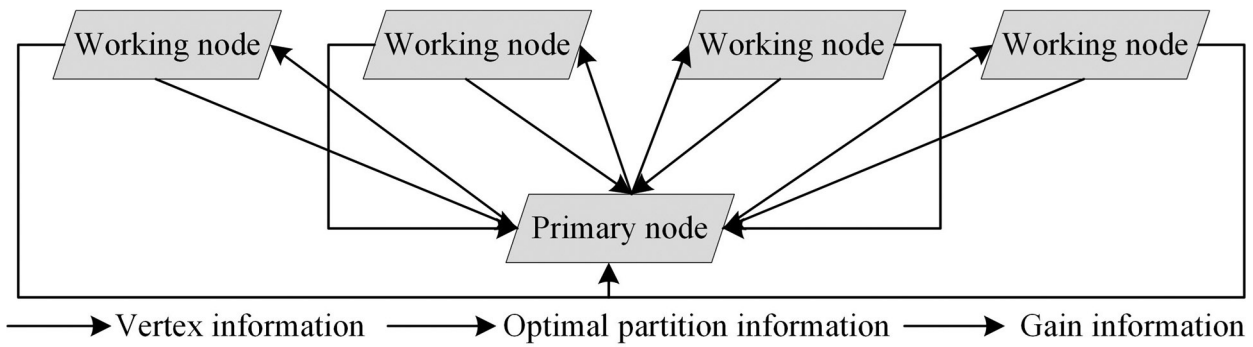 Working node Working node Working node Working node
Primary node
Vertex information Optimal partition information Gain information